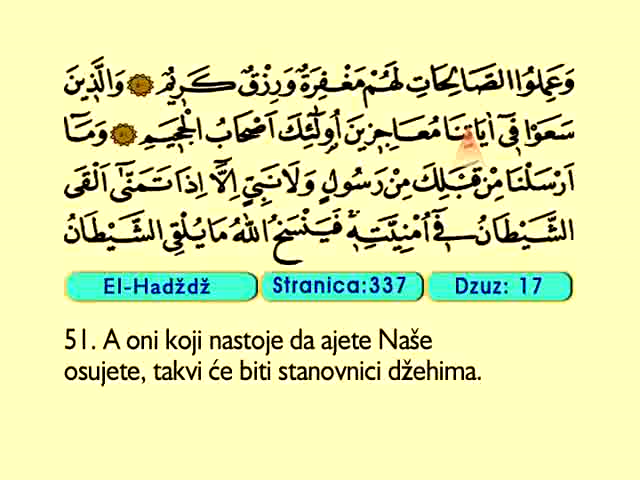 وَعَمِلُوا الصَّالِحَاتِ لَهُمْ مَغْفِرَةٌ وَرِزْقٌ كَرِيمٌ وَالَّذِينَ
سَعَوْا فِي اٰيَاتِنَا مُعَاجِزِينَ اُولٰئِكَ اَصْحَابُ الْجَحِيمِ وَمَا
اَرْسَلْنَا مِنْ قَبْلِكَ مِنْ رَسُولٍ وَلَا نَبِيٍّ اِلَّا اِذَا تَمَنّٰى اَلْقَى
الشَّيْطَانُ فِي اُمْنِيَّتِهِ فَيَنْسَخُ اللّٰهُ مَا يُلْقِي الشَّيْطَانُ
El-Hadždž Stranica:337 Dzuz: 17
51. A oni koji nastoje da ajete Naše
osujete, takvi će biti stanovnici džehima.